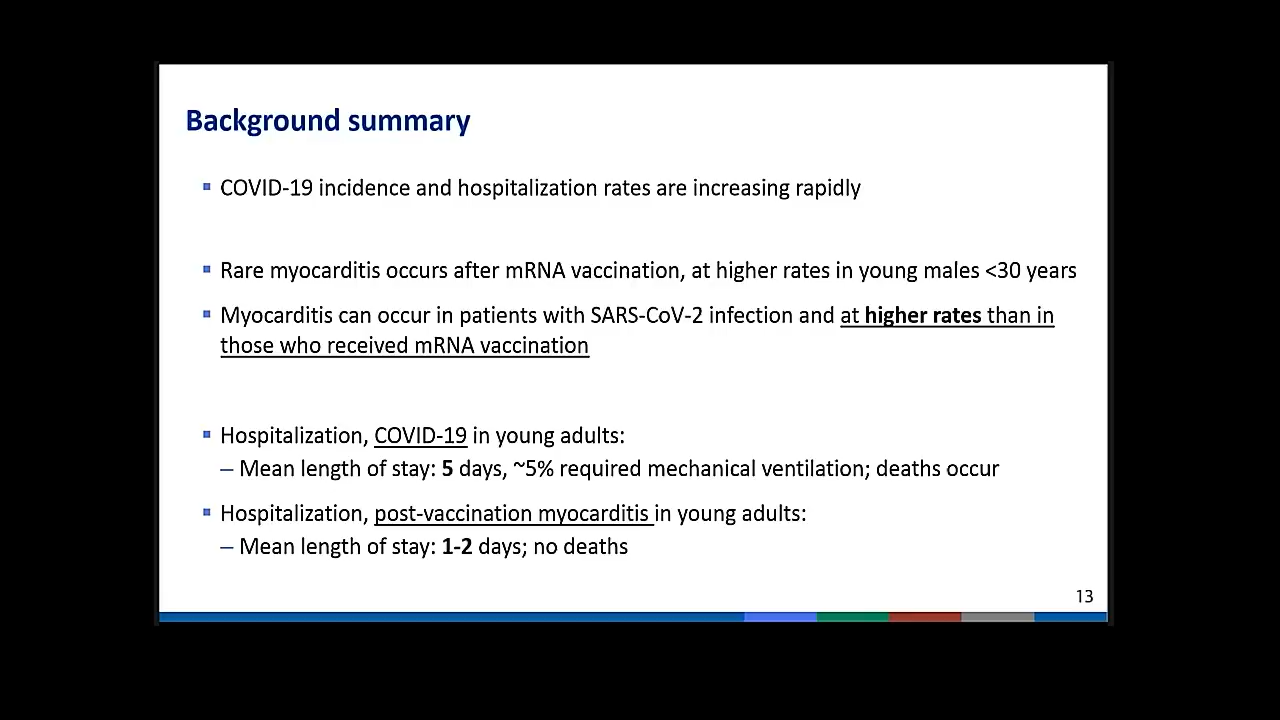 Background summary
▪ COVID-19 incidence and hospitalization rates are increasing rapidly
▪ Rare myocarditis occurs after mRNA vaccination, at higher rates in young males <30 years
▪ Myocarditis can occur in patients with SARS-CoV-2 infection and at higher rates than in
those who received mRNA vaccination
▪ Hospitalization, COVID-19 in young adults:
– Mean length of stay: 5 days, ~5% required mechanical ventilation; deaths occur
▪ Hospitalization, post-vaccination myocarditis in young adults:
– Mean length of stay: 1-2 days; no deaths
13